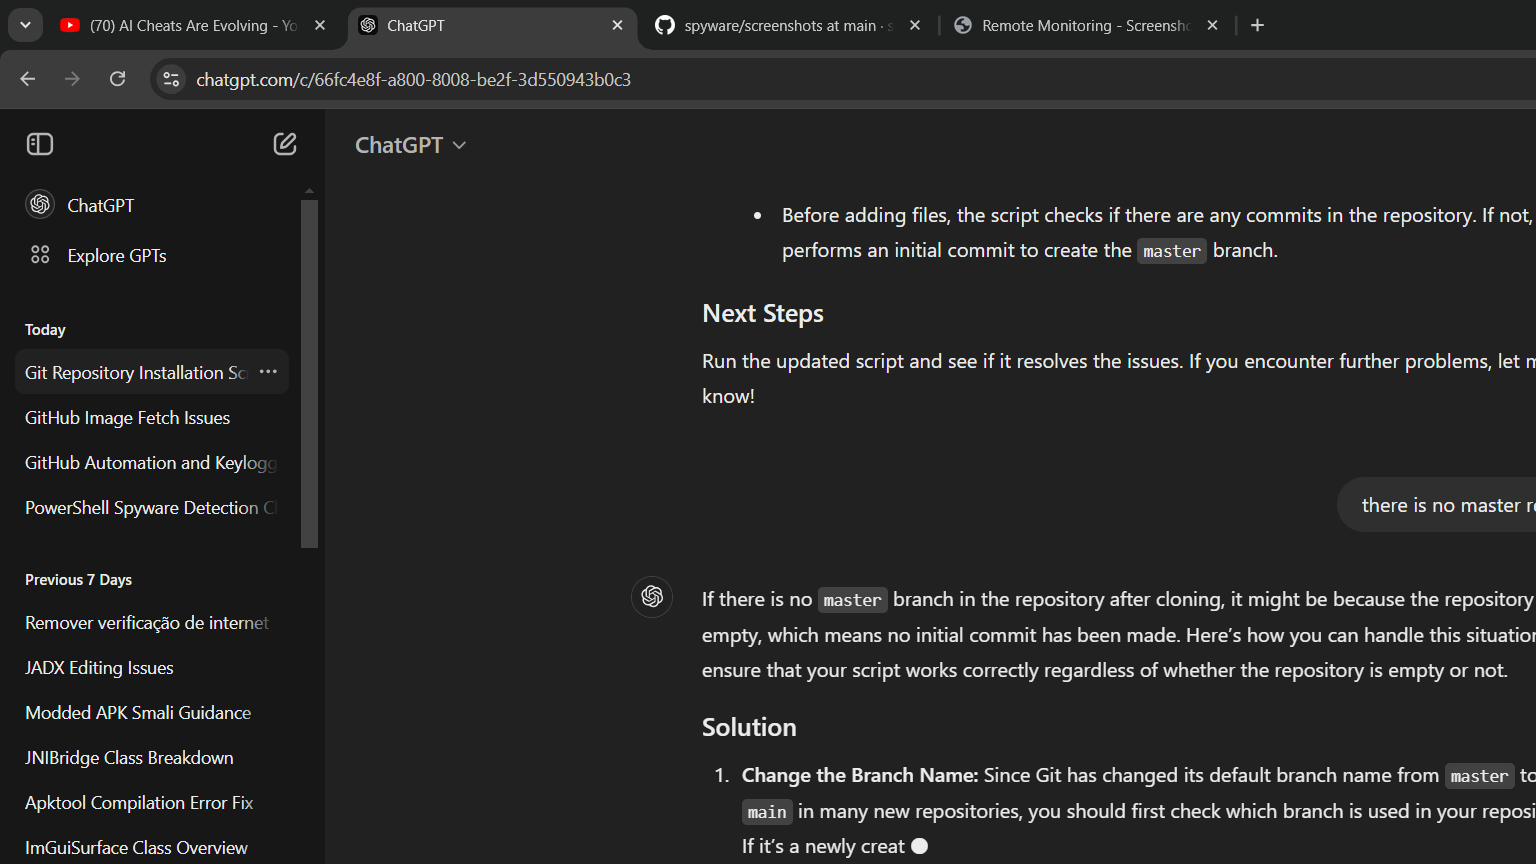 (70) AI Cheats Are Evolving - Yo
ChatGPT
spyware/screenshots at main · s
Remote Monitoring - Screensho
chatgpt.com/c/66fc4e8f-a800-8008-be2f-3d550943b0c3
ChatGPT
Explore GPTs
Today
Git Repository Installation Sc
GitHub Image Fetch Issues
GitHub Automation and Keylogg
PowerShell Spyware Detection C
Previous 7 Days
Remover verificação de internet
JADX Editing Issues
Modded APK Smali Guidance
JNIBridge Class Breakdown
Apktool Compilation Error Fix
ImGuiSurface Class Overview
ChatGPT
Before adding files, the script checks if there are any commits in the repository. If not,
performs an initial commit to create the master branch.
Next Steps
Run the updated script and see if it resolves the issues. If you encounter further problems, let m
know!
there is no master re
If there is no master branch in the repository after cloning, it might be because the repository
empty, which means no initial commit has been made. Here's how you can handle this situation
ensure that your script works correctly regardless of whether the repository is empty or not.
Solution
1. Change the Branch Name: Since Git has changed its default branch name from master to
main in many new repositories, you should first check which branch is used in your reposi
If it's a newly creat